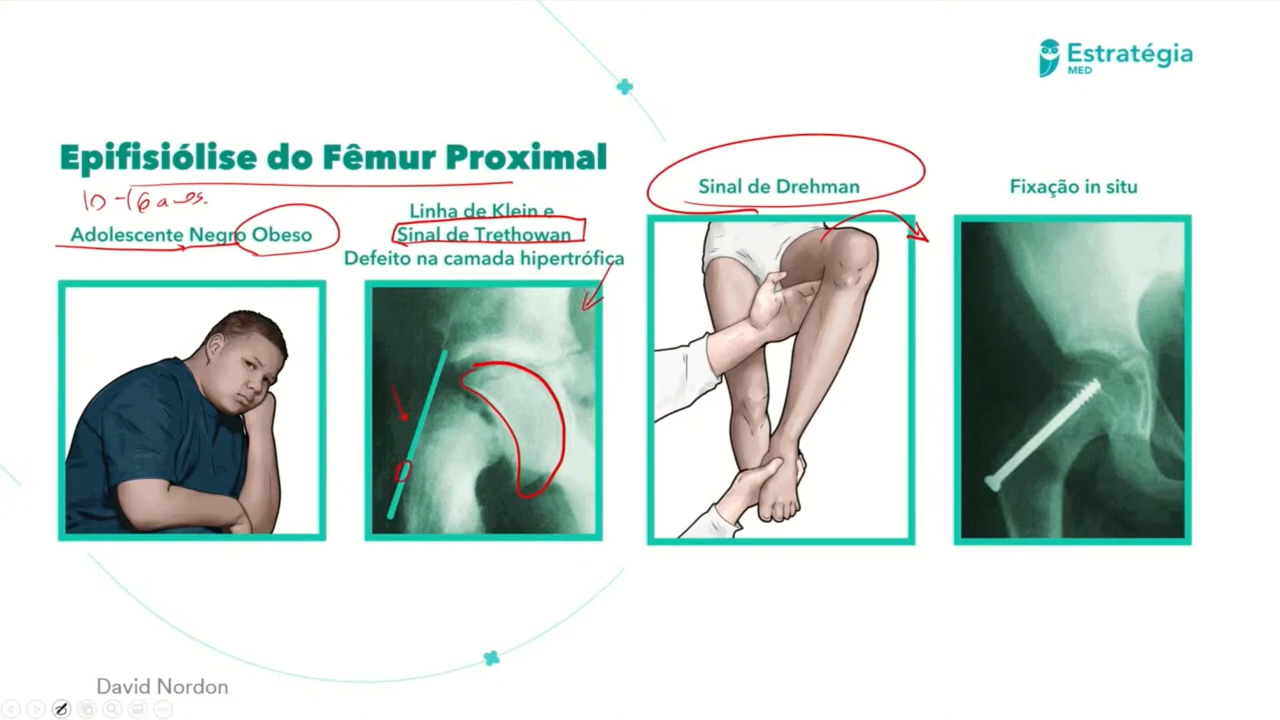 Estratégia
MED
Epifisiólise do Fêmur Proximal
10-16 anos.
Adolescente Negro Obeso
Linha de Klein e
Sinal de Trethowan
Defeito na camada hipertrófica
Sinal de Drehman
Fixação in situ
David Nordon